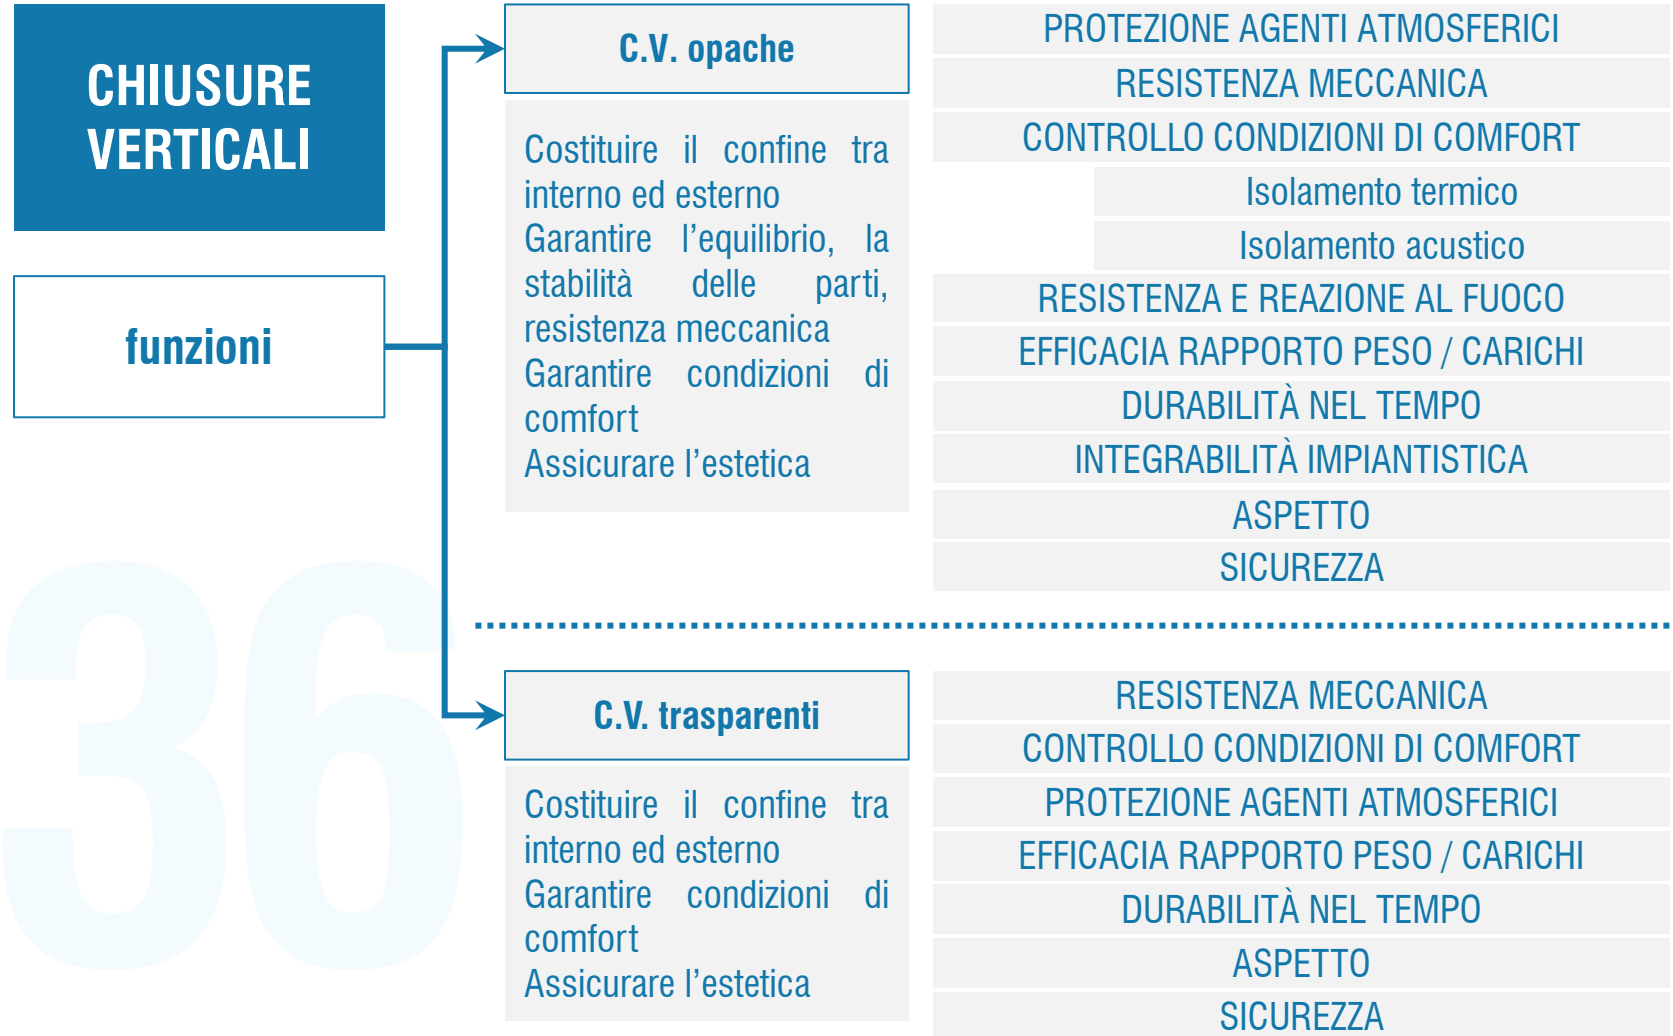 CHIUSURE
VERTICALI
funzioni
C.V. opache
Costituire il confine tra
interno ed esterno
Garantire l’equilibrio, la
stabilità delle parti,
resistenza meccanica
Garantire condizioni di
comfort
Assicurare l’estetica
PROTEZIONE AGENTI ATMOSFERICI
RESISTENZA MECCANICA
CONTROLLO CONDIZIONI DI COMFORT
Isolamento termico
Isolamento acustico
RESISTENZA E REAZIONE AL FUOCO
EFFICACIA RAPPORTO PESO / CARICHI
DURABILITÀ NEL TEMPO
INTEGRABILITÀ IMPIANTISTICA
ASPETTO
SICUREZZA
36
C.V. trasparenti
Costituire il confine tra
interno ed esterno
Garantire condizioni di
comfort
Assicurare l’estetica
RESISTENZA MECCANICA
CONTROLLO CONDIZIONI DI COMFORT
PROTEZIONE AGENTI ATMOSFERICI
EFFICACIA RAPPORTO PESO / CARICHI
DURABILITÀ NEL TEMPO
ASPETTO
SICUREZZA